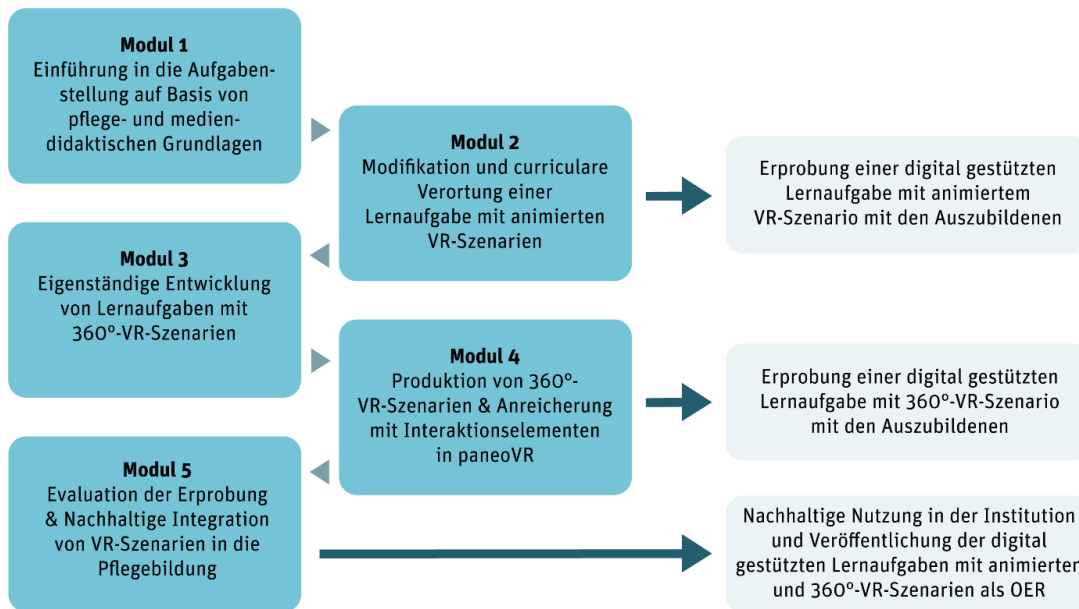 Modul 1
Einführung in die Aufgaben-
stellung auf Basis von
pflege- und medien-
didaktischen Grundlagen
Modul 2
Modifikation und curriculare
Verortung einer
Lernaufgabe mit animierten
VR-Szenarien
Erprobung einer digital gestützten
Lernaufgabe mit animiertem
VR-Szenario mit den Auszubildenen
Modul 3
Eigenständige Entwicklung
von Lernaufgaben mit
360°-VR-Szenarien
Modul 4
Produktion von 360°-
VR-Szenarien & Anreicherung
mit Interaktionselementen
in paneoVR
Erprobung einer digital gestützten
Lernaufgabe mit 360°-VR-Szenario
mit den Auszubildenen
Modul 5
Evaluation der Erprobung
& Nachhaltige Integration
von VR-Szenarien in die
Pflegebildung
Nachhaltige Nutzung in der Institution
und Veröffentlichung der digital
gestützten Lernaufgaben mit animierten
und 360°-VR-Szenarien als OER